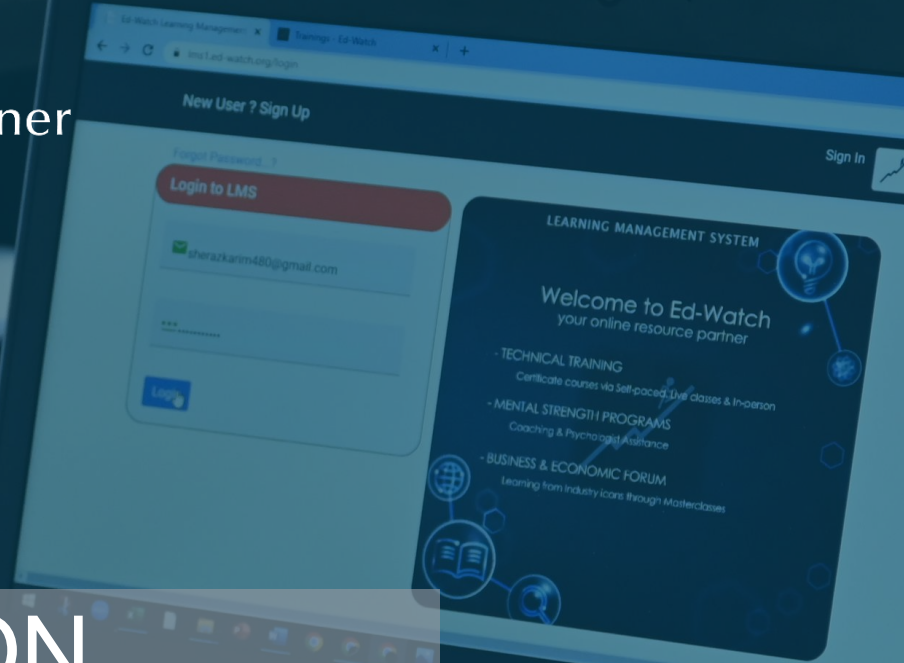 Ed-Watch Learning Management
Trainings - Ed-Watch
lms1.ed-watch.org/login
ner
New User ? Sign Up
Sign In
Forgot Password...?
Login to LMS
sherazkarim480@gmail.com
Login
LEARNING MANAGEMENT SYSTEM
Welcome to Ed-Watch
your online resource partner
- TECHNICAL TRAINING
Certificate courses via Self-paced, Live classes & In-person
- MENTAL STRENGTH PROGRAMS
Coaching & Psychologist Assistance
- BUSINESS & ECONOMIC FORUM
Learning from Industry icons through Masterclasses
ON